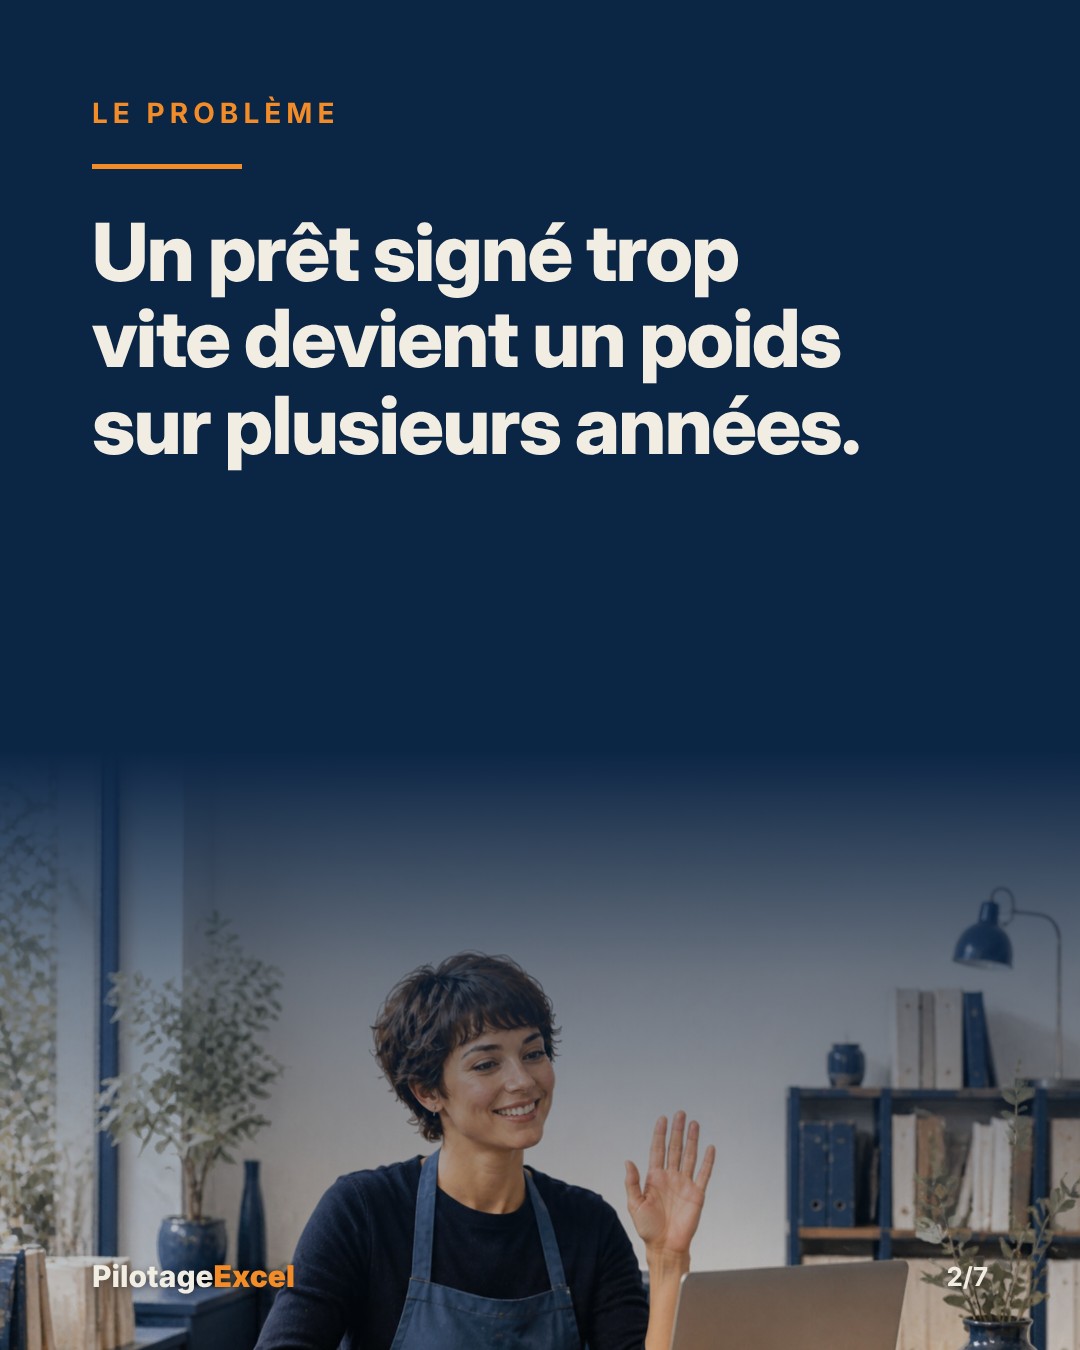 LE PROBLÈME
Un prêt signé trop
vite devient un poids
sur plusieurs années.
PilotageExcel
2/7